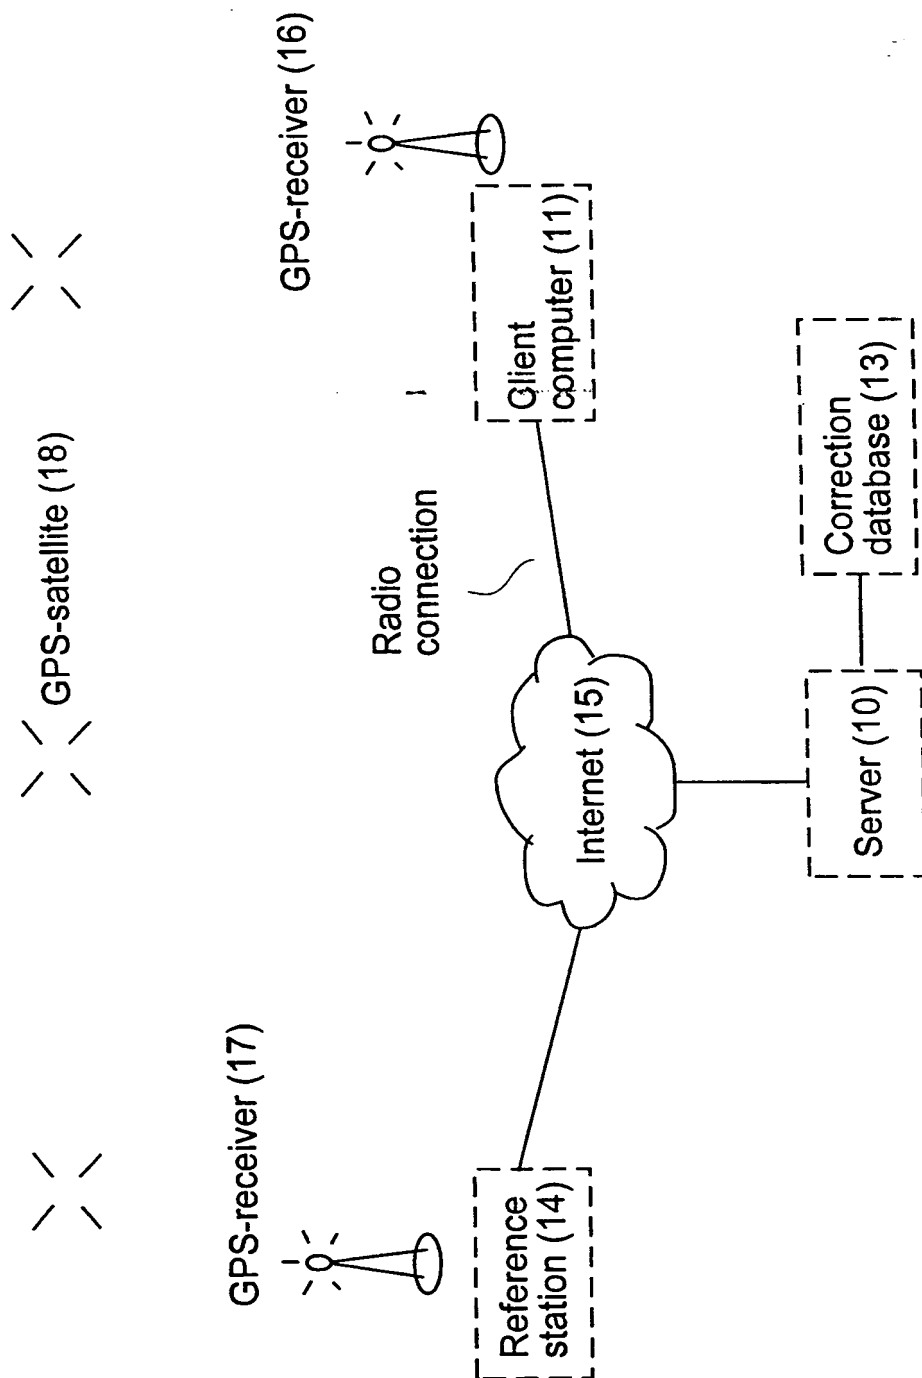 GPS-satellite (18)
GPS-receiver (17)
GPS-receiver (16)
Radio
connection
Reference
station (14)
Internet (15)
Client
computer (11)
Server (10)
Correction
database (13)